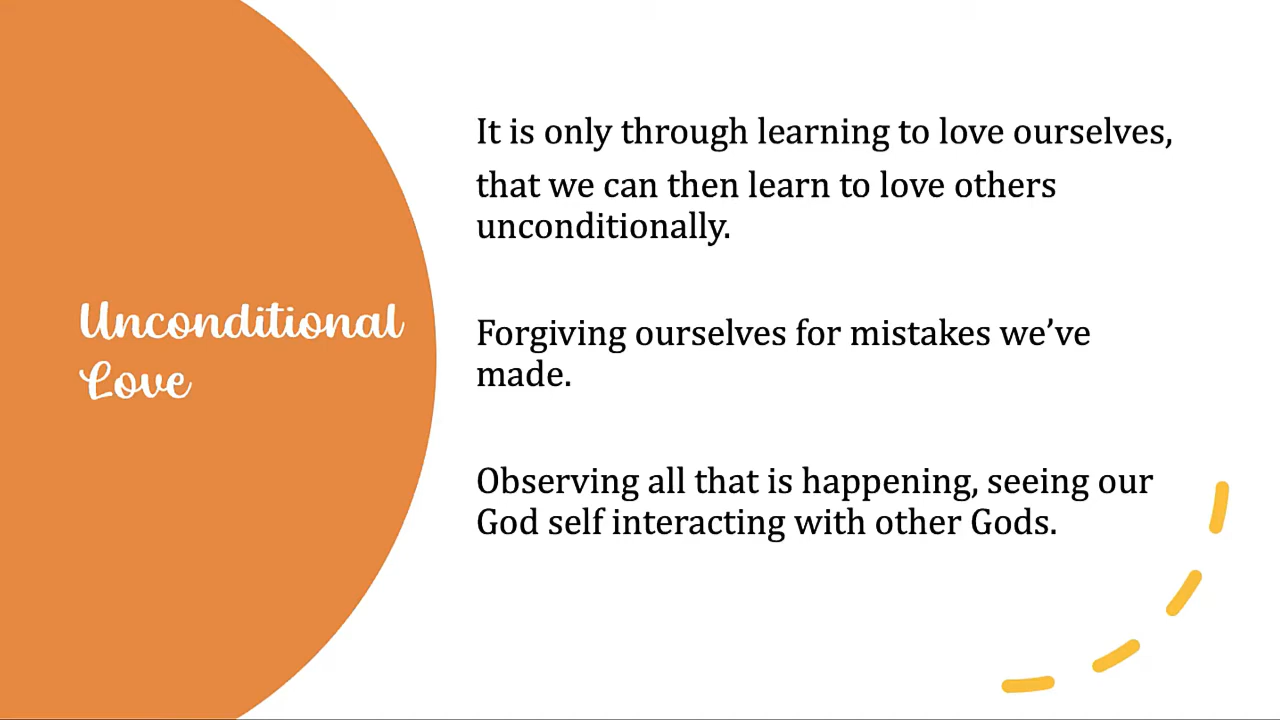 Unconditional
Love
It is only through learning to love ourselves,
that we can then learn to love others
unconditionally.
Forgiving ourselves for mistakes we’ve
made.
Observing all that is happening, seeing our
God self interacting with other Gods.